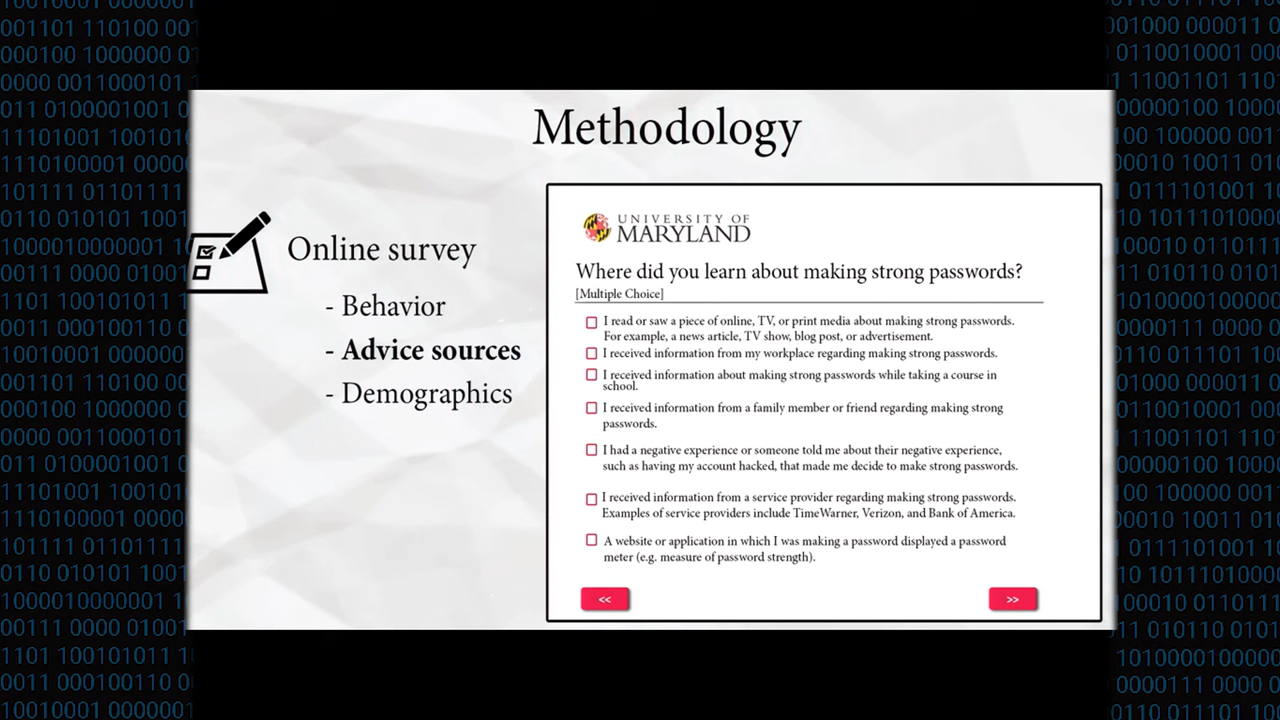 Methodology
Online survey
- Behavior
- Advice sources
- Demographics
UNIVERSITY OF
MARYLAND
Where did you learn about making strong passwords?
[Multiple Choice]
I read or saw a piece of online, TV, or print media about making strong passwords.
For example, a news article, TV show, blog post, or advertisement.
I received information from my workplace regarding making strong passwords.
I received information about making strong passwords while taking a course in
school.
I received information from a family member or friend regarding making strong
passwords.
I had a negative experience or someone told me about their negative experience,
such as having my account hacked, that made me decide to make strong passwords.
I received information from a service provider regarding making strong passwords.
Examples of service providers include TimeWarner, Verizon, and Bank of America.
A website or application in which I was making a password displayed a password
meter (e.g. measure of password strength).
<< >>